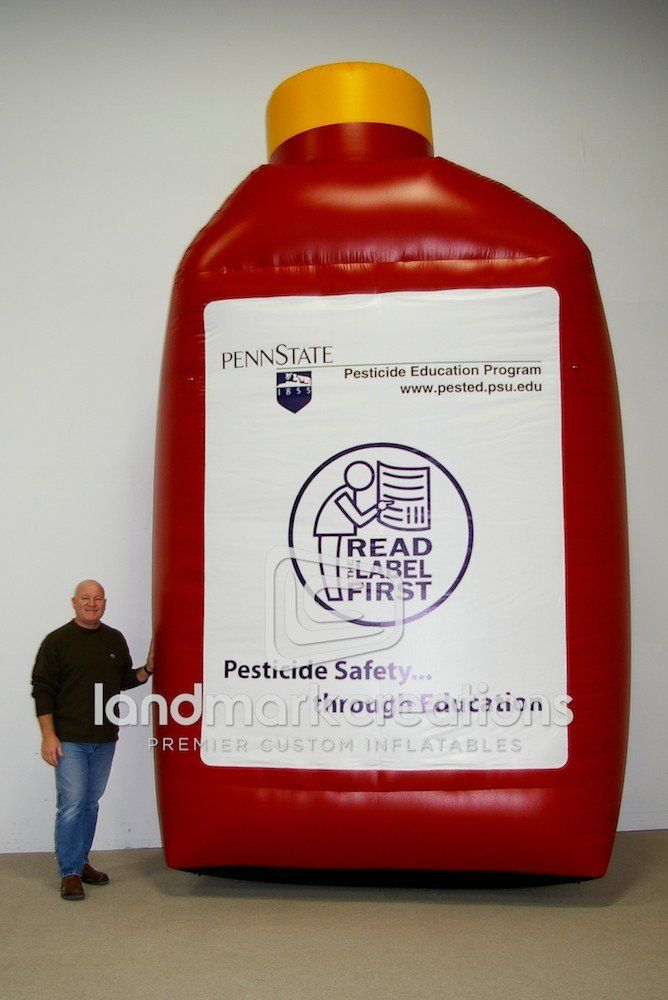 PENNSTATE
1855
Pesticide Education Program
www.pested.psu.edu
READ
THE LABEL
FIRST
Pesticide Safety...
through Education
landmarkcreations
PREMIER CUSTOM INFLATABLES